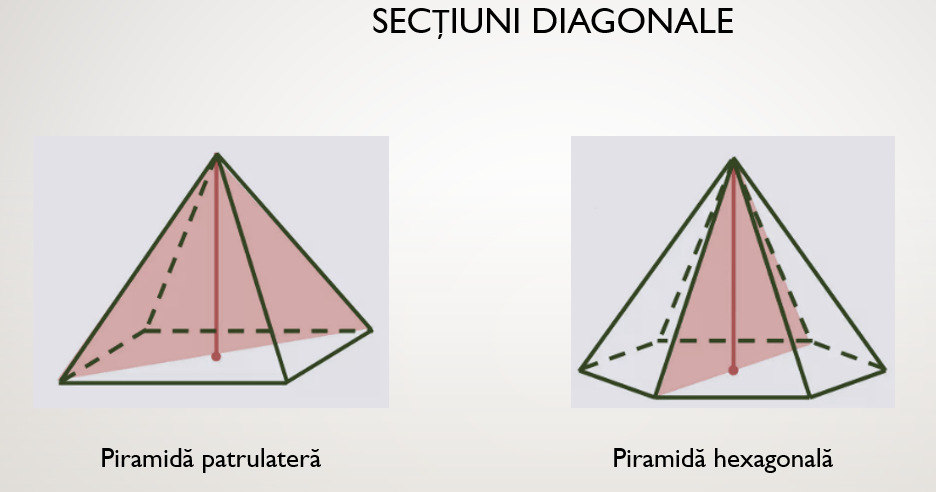 SECȚIUNI DIAGONALE
Piramidă patrulateră
Piramidă hexagonală